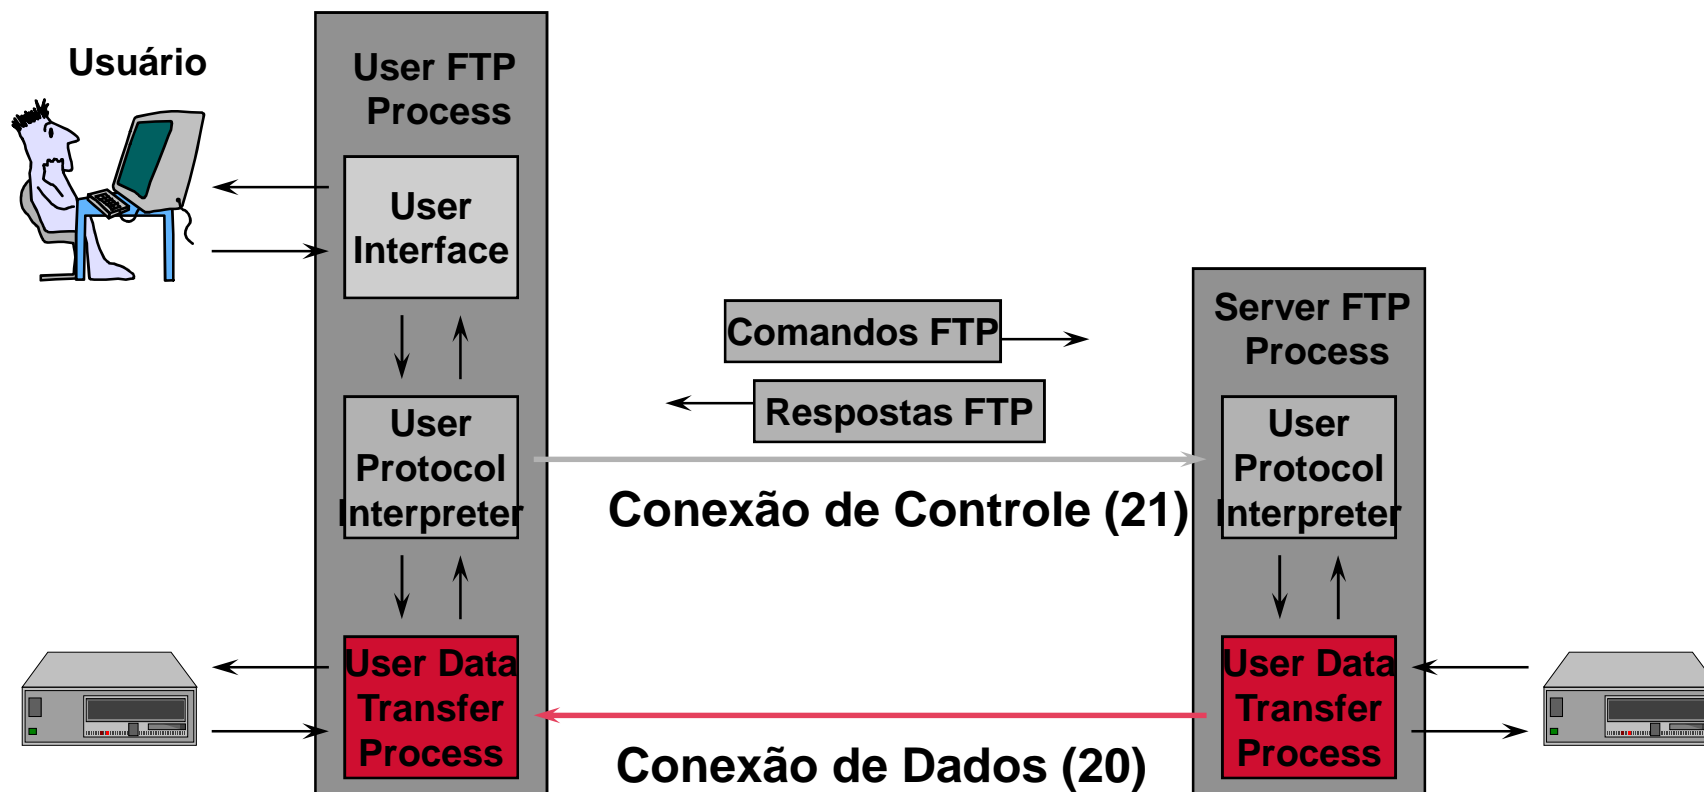 Usuário
User FTP
Process
User
Interface
User
Protocol
Interpreter
User Data
Transfer
Process
Comandos FTP
Respostas FTP
Conexão de Controle (21)
Conexão de Dados (20)
Server FTP
Process
User
Protocol
Interpreter
User Data
Transfer
Process